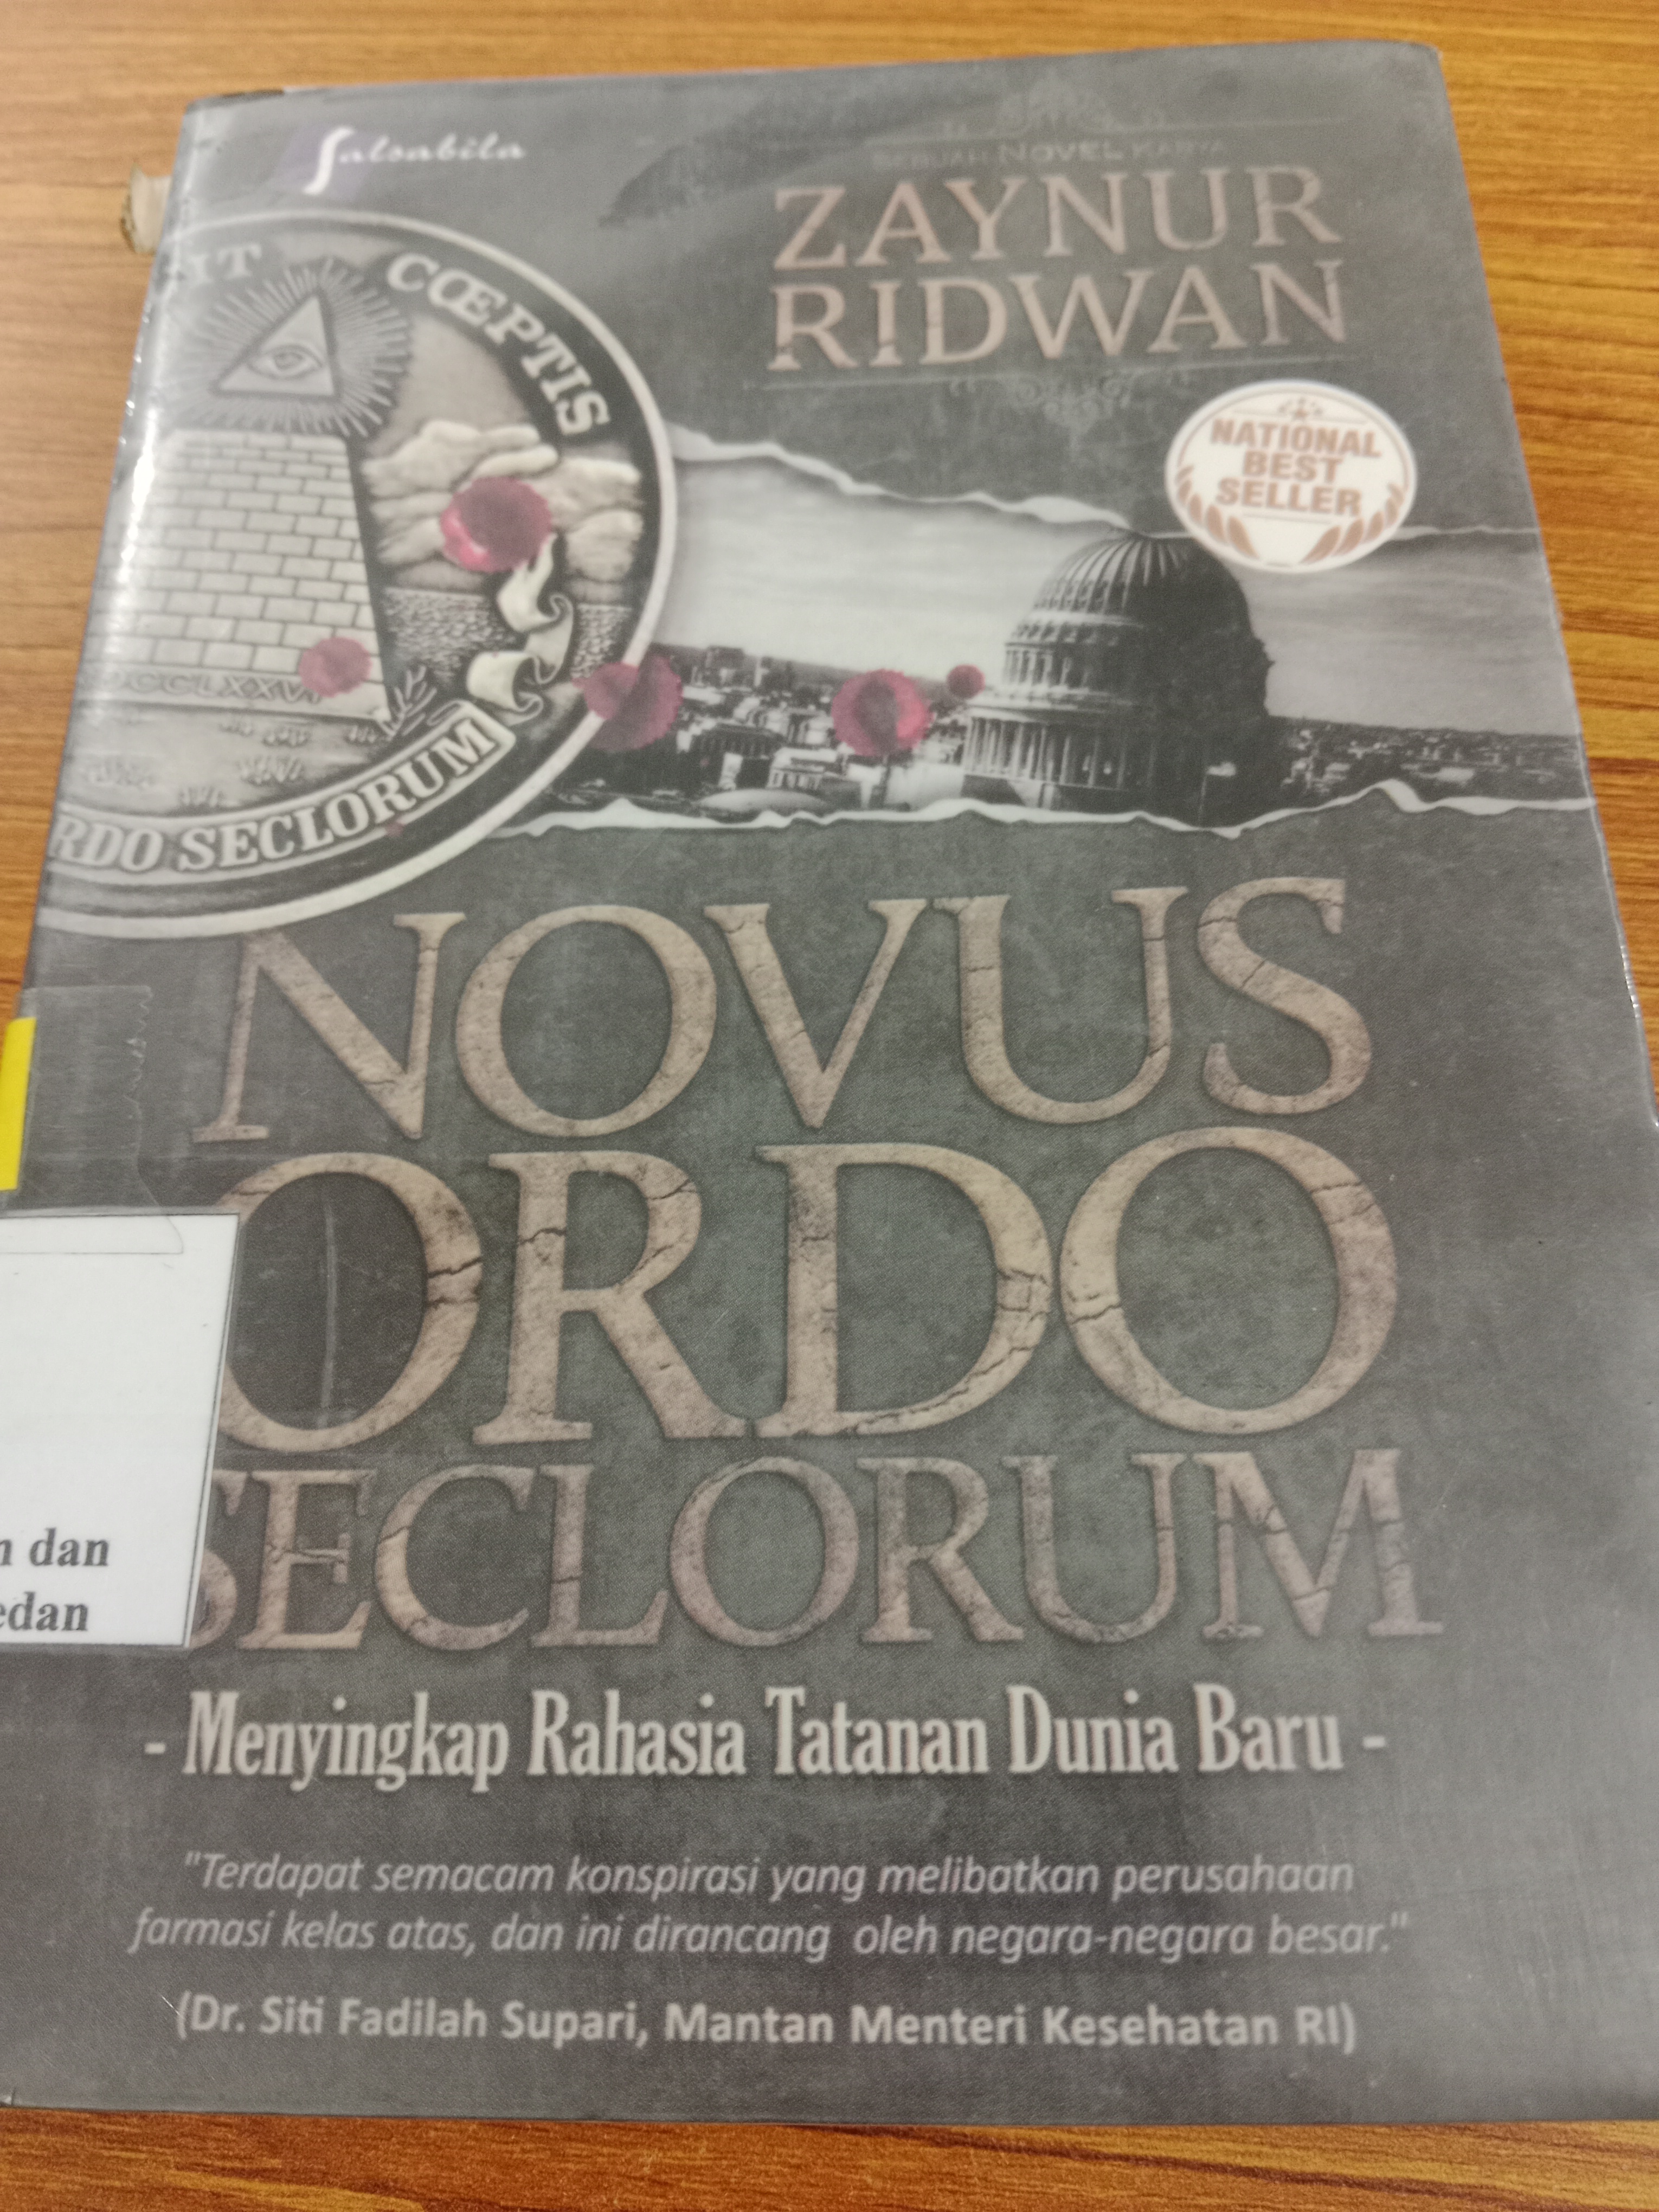 Salsabila
SEBUAH NOVEL KARYA
ZAYNUR
RIDWAN
IT CŒPTIS
NATIONAL
BEST
SELLER
CCLXXV
RDO SECLORUM
NOVUS
ORDO
SECLORUM
- Menyingkap Rahasia Tatanan Dunia Baru -
"Terdapat semacam konspirasi yang melibatkan perusahaan
farmasi kelas atas, dan ini dirancang oleh negara-negara besar."
(Dr. Siti Fadilah Supari, Mantan Menteri Kesehatan RI)
n dan
edan